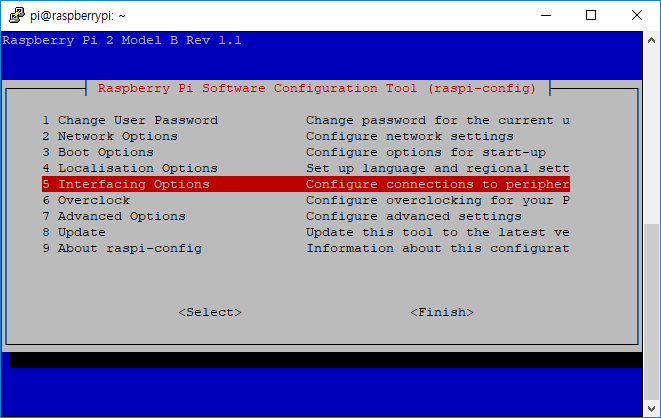 pi@raspberrypi: ~
Raspberry Pi 2 Model B Rev 1.1
Raspberry Pi Software Configuration Tool (raspi-config)
1 Change User Password Change password for the current u
2 Network Options Configure network settings
3 Boot Options Configure options for start-up
4 Localisation Options Set up language and regional sett
5 Interfacing Options Configure connections to peripher
6 Overclock Configure overclocking for your P
7 Advanced Options Configure advanced settings
8 Update Update this tool to the latest ve
9 About raspi-config Information about this configurat
<Select> <Finish>